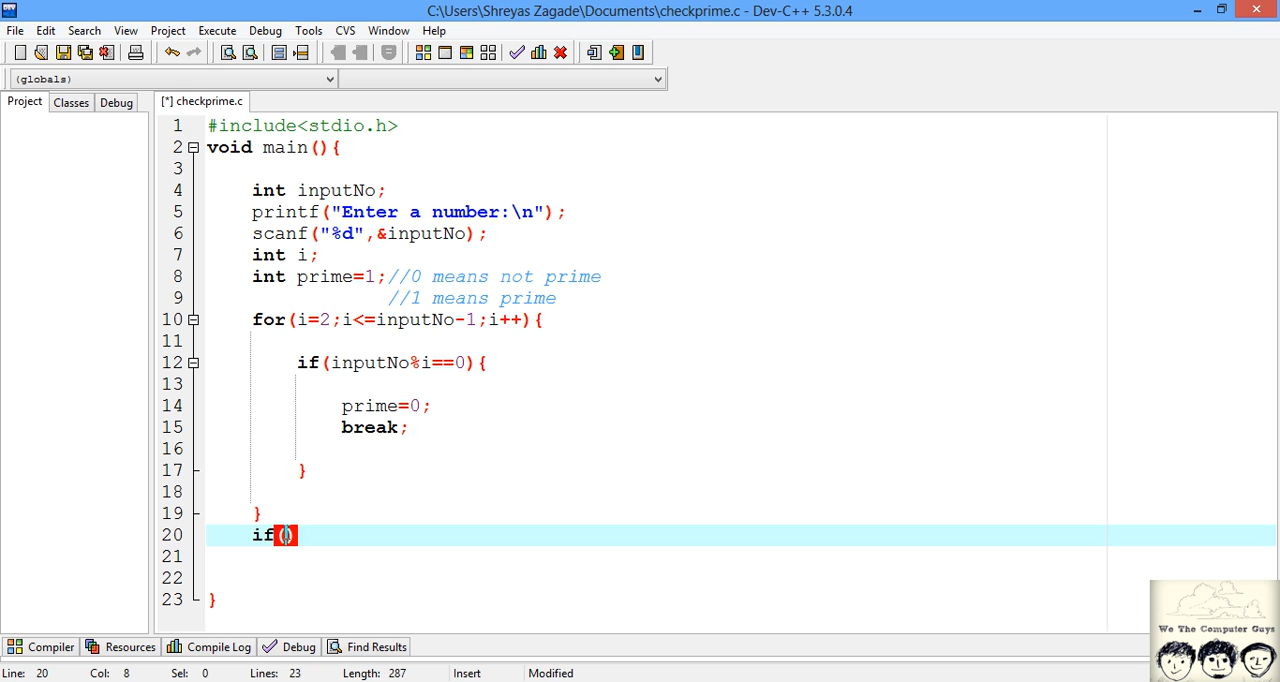 C:\Users\Shreyas Zagade\Documents\checkprime.c - Dev-C++ 5.3.0.4
File Edit Search View Project Execute Debug Tools CVS Window Help
(globals)
Project Classes Debug [*] checkprime.c
1 #include<stdio.h>
2 void main(){
3
4 int inputNo;
5 printf("Enter a number:\n");
6 scanf("%d",&inputNo);
7 int i;
8 int prime=1;//0 means not prime
9 //1 means prime
10 for(i=2;i<=inputNo-1;i++){
11
12 if(inputNo%i==0){
13
14 prime=0;
15 break;
16
17 }
18
19 }
20 if()
21
22
23 }
We The Computer Guys
Compiler Resources Compile Log Debug Find Results
Line: 20 Col: 8 Sel: 0 Lines: 23 Length: 287 Insert Modified